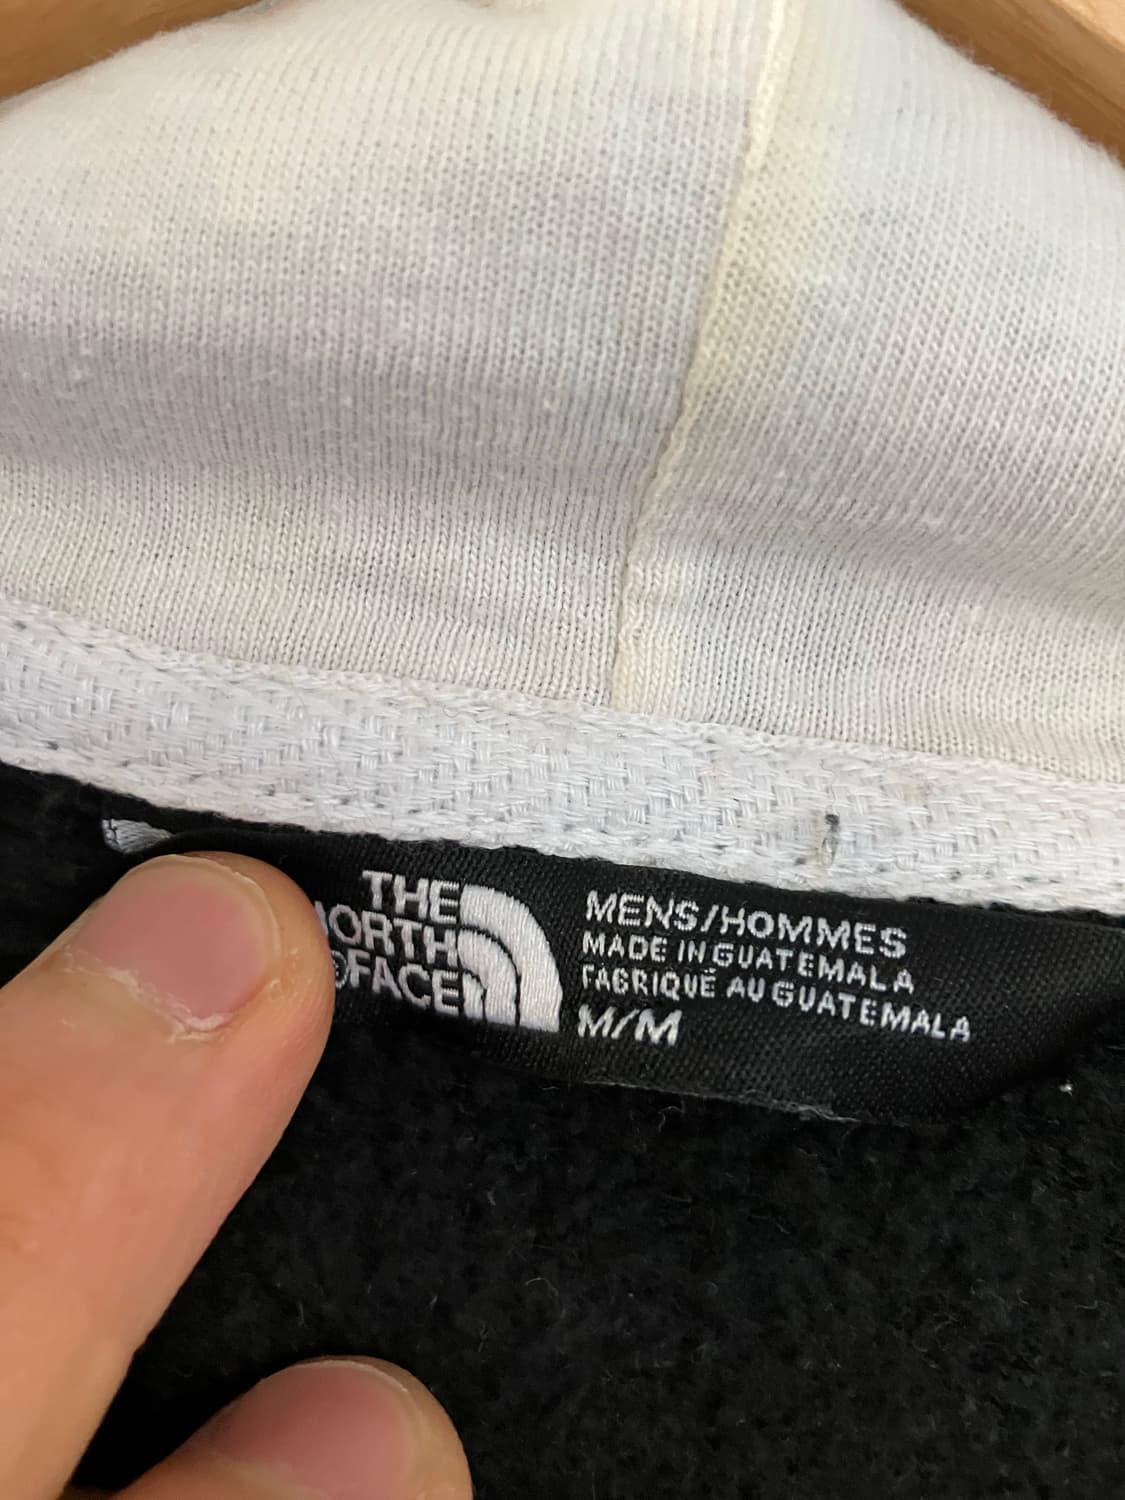 THE
NORTH
FACE
MENS/HOMMES
MADE IN GUATEMALA
FABRIQUÉ AU GUATEMALA
M/M